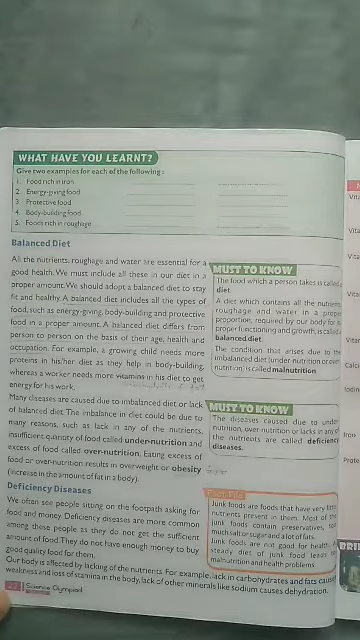 WHAT HAVE YOU LEARNT?
Give two examples for each of the following :
1. Food rich in iron
2. Energy-giving food
3. Protective food
4. Body-building food
5. Foods rich in roughage
Balanced Diet
All the nutrients, roughage and water are essential for a
good health. We must include all these in our diet in a
proper amount. We should adopt a balanced diet to stay
fit and healthy. A balanced diet includes all the types of
food, such as energy-giving, body-building and protective
food in a proper amount. A balanced diet differs from
person to person on the basis of their age, health and
occupation. For example, a growing child needs more
proteins in his/her diet as they help in body-building,
whereas a worker needs more vitamins in his diet to get
energy for his work.
Many diseases are caused due to imbalanced diet or lack
of balanced diet. The imbalance in diet could be due to
many reasons, such as lack in any of the nutrients,
insufficient quantity of food called under-nutrition and
excess of food called over-nutrition. Eating excess of
food or over-nutrition results in overweight or obesity
(increase in the amount of fat in a body).
Deficiency Diseases
We often see people sitting on the footpath asking for
food and money. Deficiency diseases are more common
among these people as they do not get the sufficient
amount of food. They do not have enough money to buy
good quality food for them.
Our body is affected by lacking of the nutrients. For example, lack in carbohydrates and fats cause
weakness and loss of stamina in the body, lack of other minerals like sodium causes dehydration.
MUST TO KNOW
The food which a person takes is called
diet.
A diet which contains all the nutrients,
roughage and water in a proper
proportion, required by our body for
proper functioning and growth, is called
balanced diet.
The condition that arises due to
imbalanced diet (under nutrition or over
nutrition) is called malnutrition.
MUST TO KNOW
The diseases caused due to under
nutrition, over-nutrition or lacks in any of
the nutrients are called deficiency
diseases.
Fact File
Junk foods are foods that have very
nutrients present in them. Most of the
junk foods contain preservatives, too
much salt or sugar and a lot of fats.
Junk foods are not good for health. A
steady diet of junk food leads to
malnutrition and health problems.
Science Olympiad
Vita
Vita
Vita
Vitam
Calci
Iodin
Iron
Prote